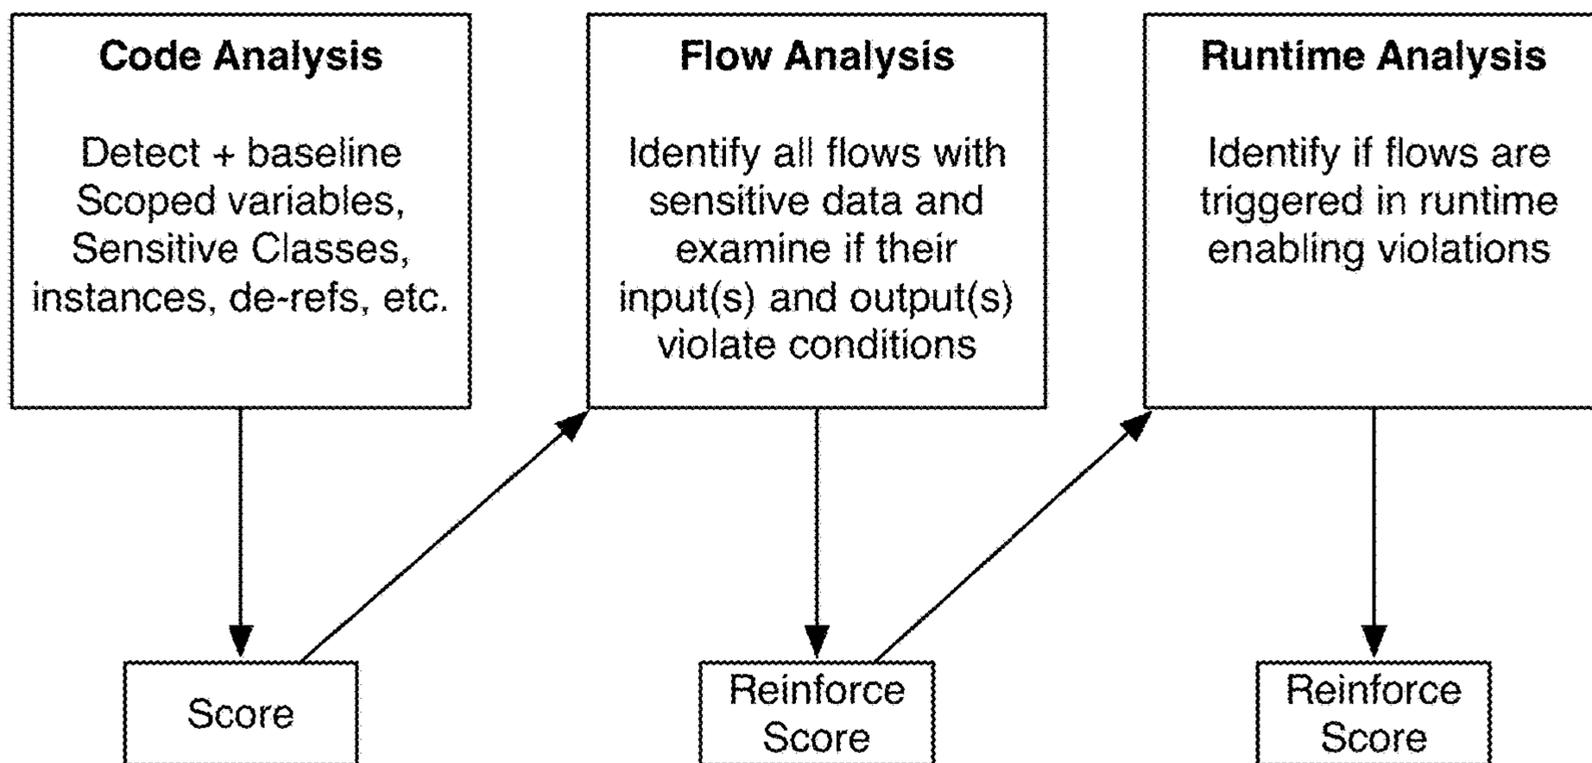 Code Analysis
Detect + baseline
Scoped variables,
Sensitive Classes,
instances, de-refs, etc.
Flow Analysis
Identify all flows with
sensitive data and
examine if their
input(s) and output(s)
violate conditions
Runtime Analysis
Identify if flows are
triggered in runtime
enabling violations
Score
Reinforce
Score
Reinforce
Score